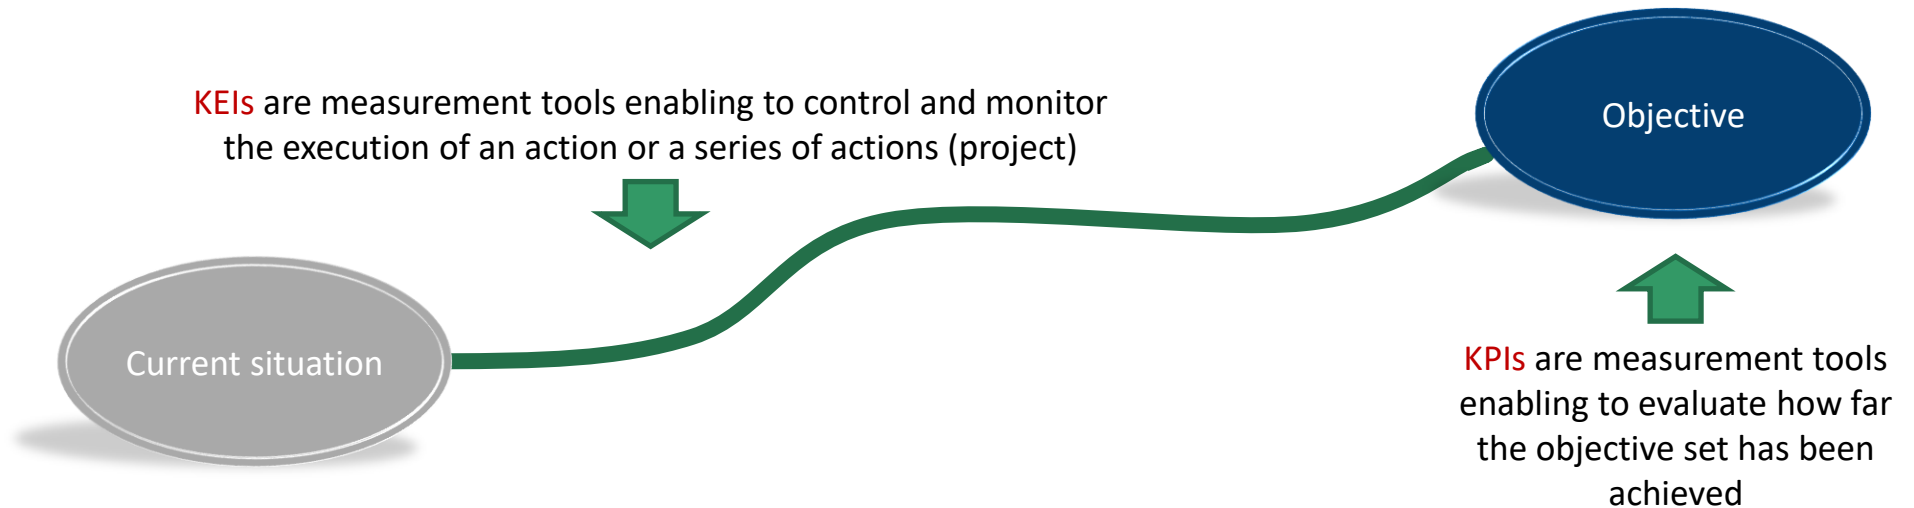 KEIs are measurement tools enabling to control and monitor
the execution of an action or a series of actions (project)
Objective
Current situation
KPIs are measurement tools
enabling to evaluate how far
the objective set has been
achieved